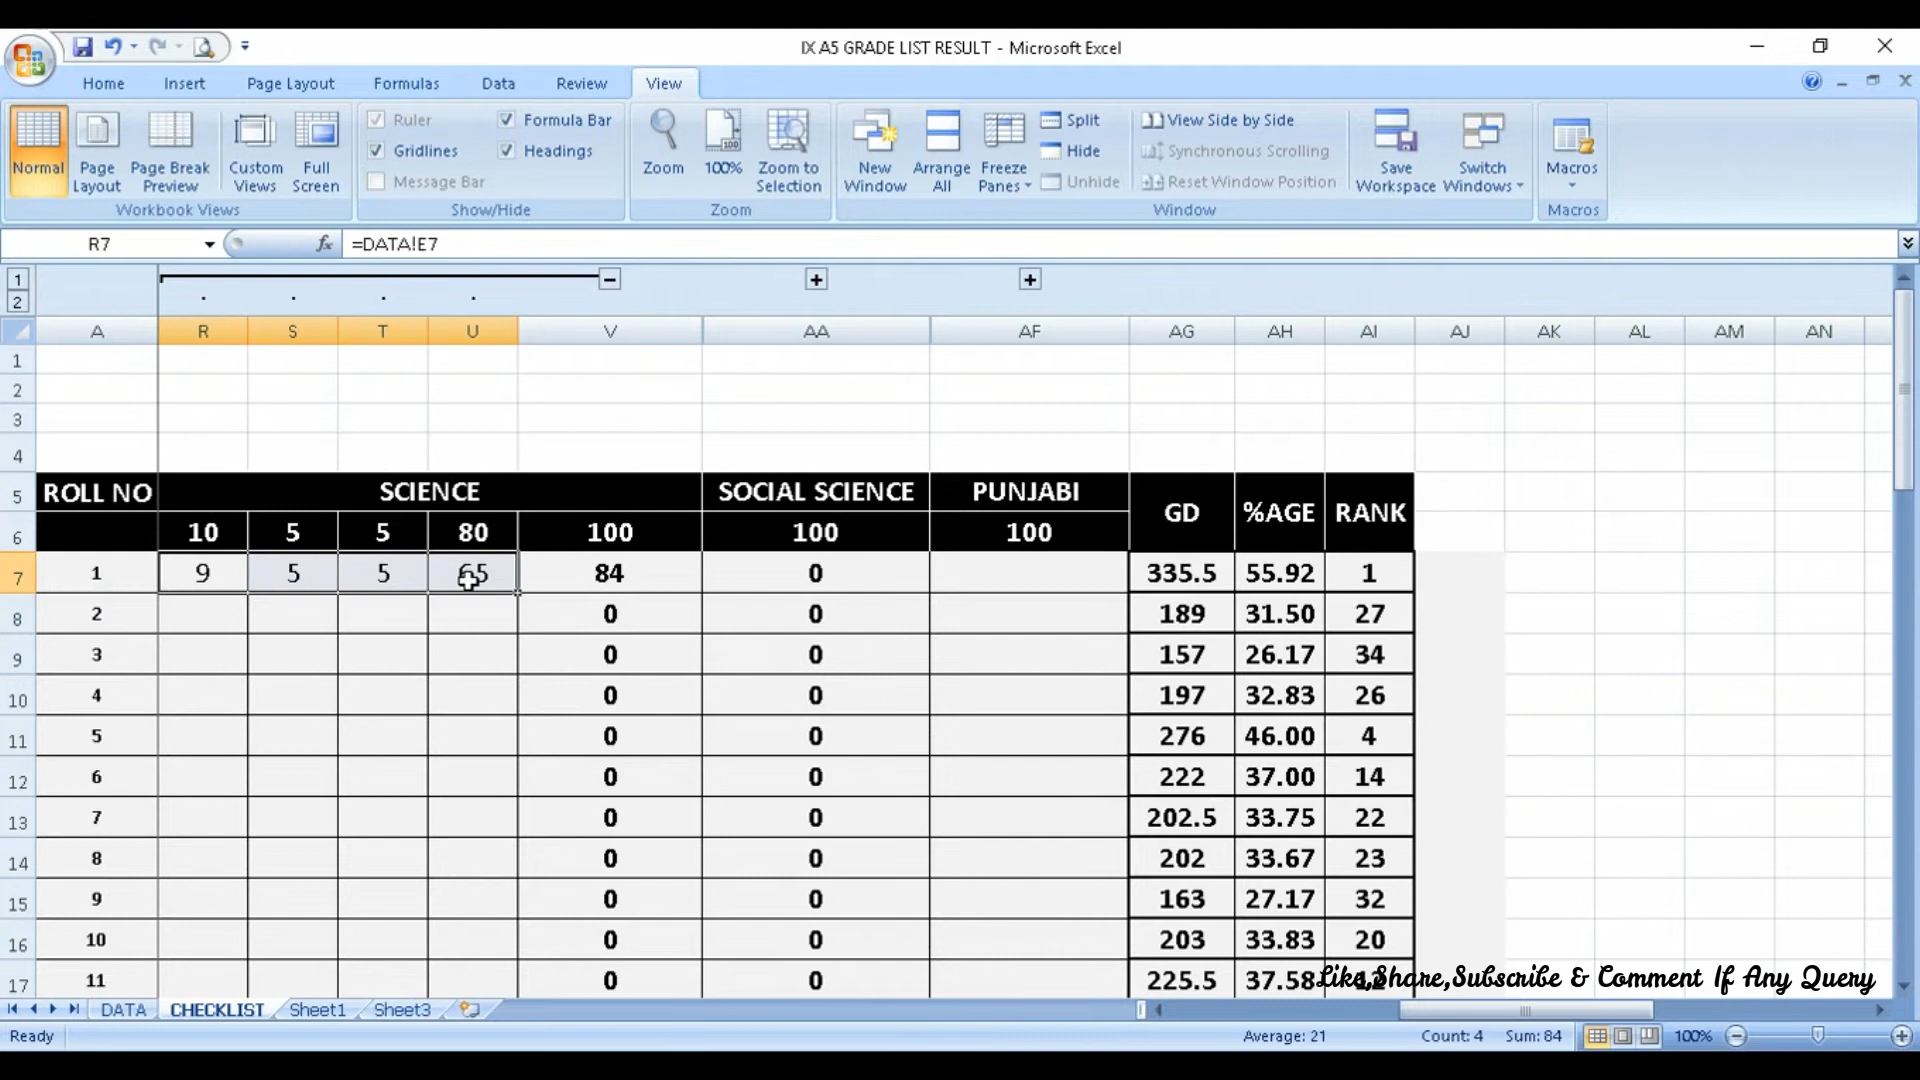 IX A5 GRADE LIST RESULT - Microsoft Excel
Home Insert Page Layout Formulas Data Review View
Normal Page Layout Page Break Preview Custom Views Full Screen
Workbook Views
Ruler Formula Bar
Gridlines Headings
Message Bar
Show/Hide
Zoom 100% Zoom to Selection
Zoom
New Window Arrange All Freeze Panes
Split
Hide
Unhide
View Side by Side
Synchronous Scrolling
Reset Window Position
Save Workspace Switch Windows
Window
Macros
Macros
R7 fx =DATA!E7
1
2
A R S T U V AA AF AG AH AI AJ AK AL AM AN
1
2
3
4
5 ROLL NO SCIENCE SOCIAL SCIENCE PUNJABI GD %AGE RANK
6 10 5 5 80 100 100 100
7 1 9 5 5 65 84 0 335.5 55.92 1
8 2 0 0 189 31.50 27
9 3 0 0 157 26.17 34
10 4 0 0 197 32.83 26
11 5 0 0 276 46.00 4
12 6 0 0 222 37.00 14
13 7 0 0 202.5 33.75 22
14 8 0 0 202 33.67 23
15 9 0 0 163 27.17 32
16 10 0 0 203 33.83 20
17 11 0 0 225.5 37.58
Like,Share,Subscribe & Comment If Any Query
DATA CHECKLIST Sheet1 Sheet3
Ready Average: 21 Count: 4 Sum: 84 100%